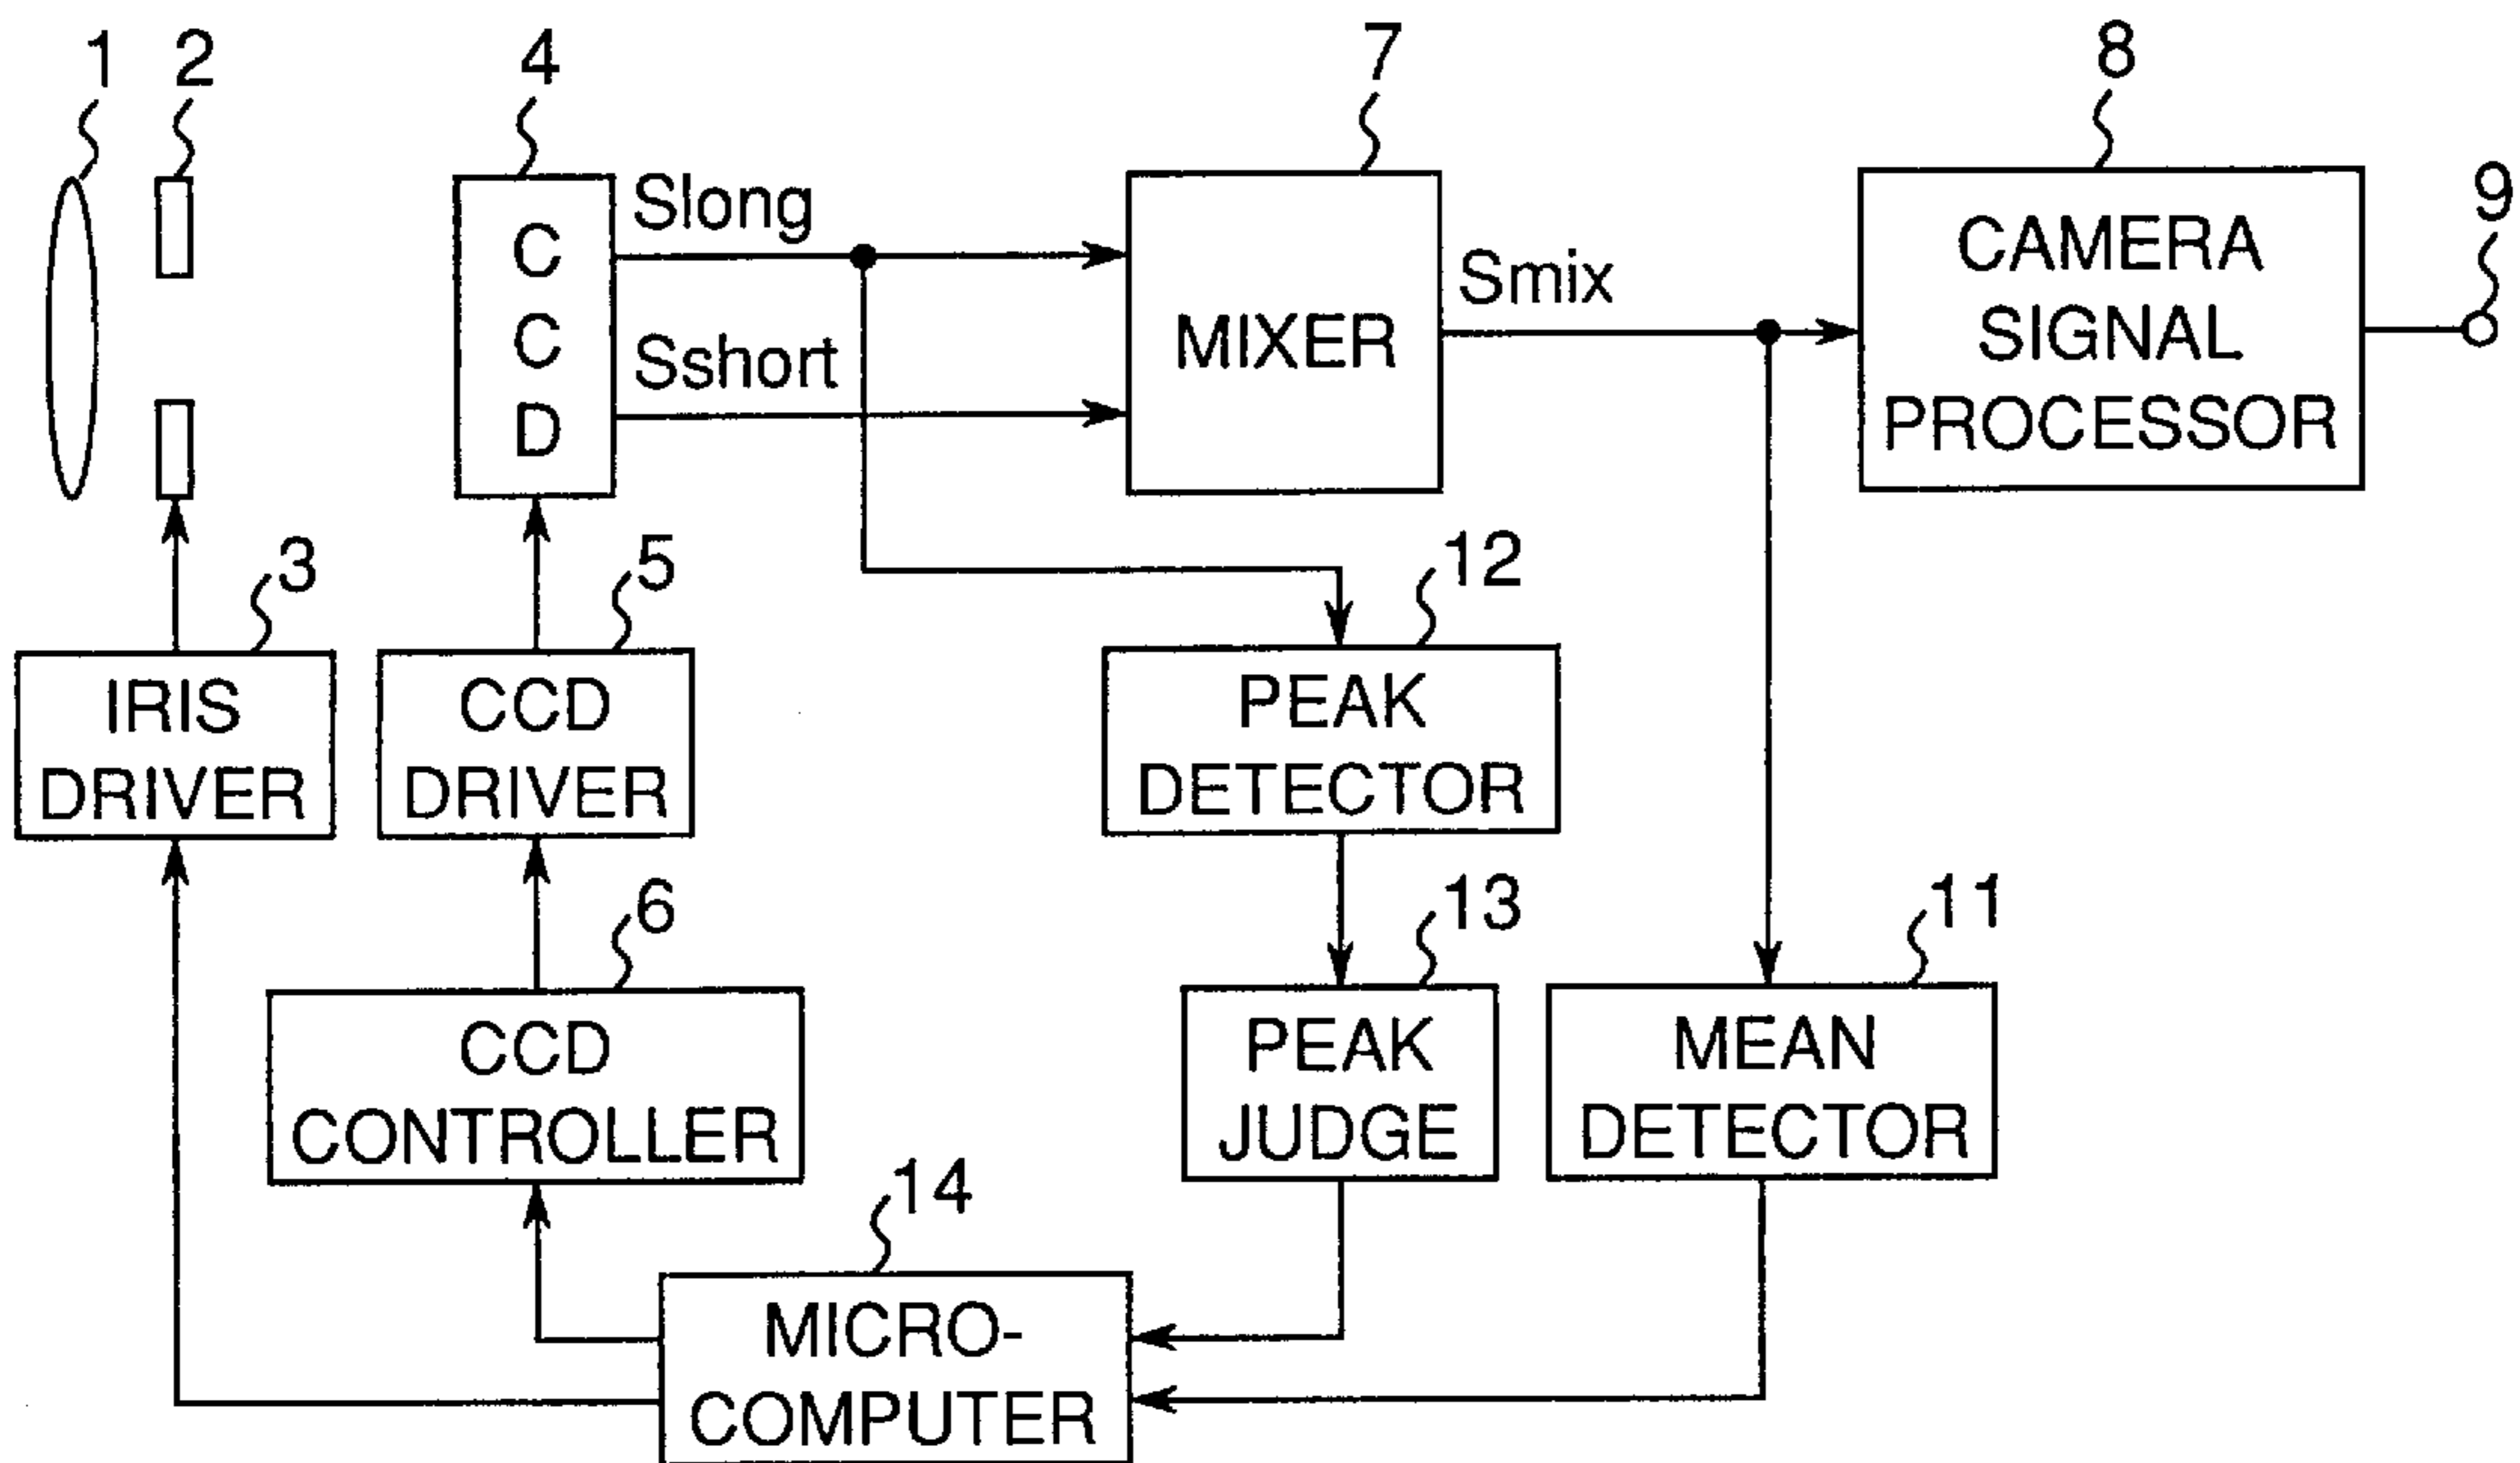 1
2
4
7
8
9
Slong
Sshort
Smix
C
C
D
MIXER
CAMERA
SIGNAL
PROCESSOR
3
5
12
IRIS
DRIVER
CCD
DRIVER
PEAK
DETECTOR
6
13
11
CCD
CONTROLLER
PEAK
JUDGE
MEAN
DETECTOR
14
MICRO-
COMPUTER